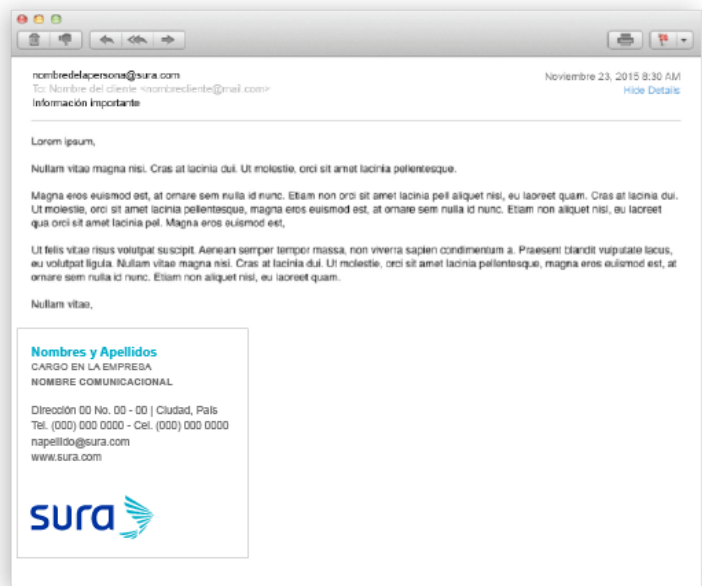 nombredelapersona@sura.com
Noviembre 23, 2015 8:30 AM
To: Nombre del cliente <nombrecliente@mail.com>
Hide Details
Información importante
Lorem ipsum,
Nullam vitae magna nisi. Cras at lacinia dui. Ut molestie, orci sit amet lacinia pellentesque.
Magna eros euismod est, at ornare sem nulla id nunc. Etiam non orci sit amet lacinia pell aliquet nisl, eu laoreet quam. Cras at lacinia dui.
Ut molestie, orci sit amet lacinia pellentesque, magna eros euismod est, at ornare sem nulla id nunc. Etiam non aliquet nisl, eu laoreet
qua orci sit amet lacinia pel. Magna eros euismod est,
Ut felis vitae risus volutpat suscipit. Aenean semper tempor massa, non viverra sapien condimentum a. Praesent blandit vulputate lacus,
eu volutpat ligula. Nullam vitae magna nisi. Cras at lacinia dui. Ut molestie, orci sit amet lacinia pellentesque, magna eros euismod est, at
ornare sem nulla id nunc. Etiam non aliquet nisl, eu laoreet quam.
Nullam vitae,
Nombres y Apellidos
CARGO EN LA EMPRESA
NOMBRE COMUNICACIONAL
Dirección 00 No. 00 - 00 | Ciudad, País
Tel. (000) 000 0000 - Cel. (000) 000 0000
napellido@sura.com
www.sura.com
sura